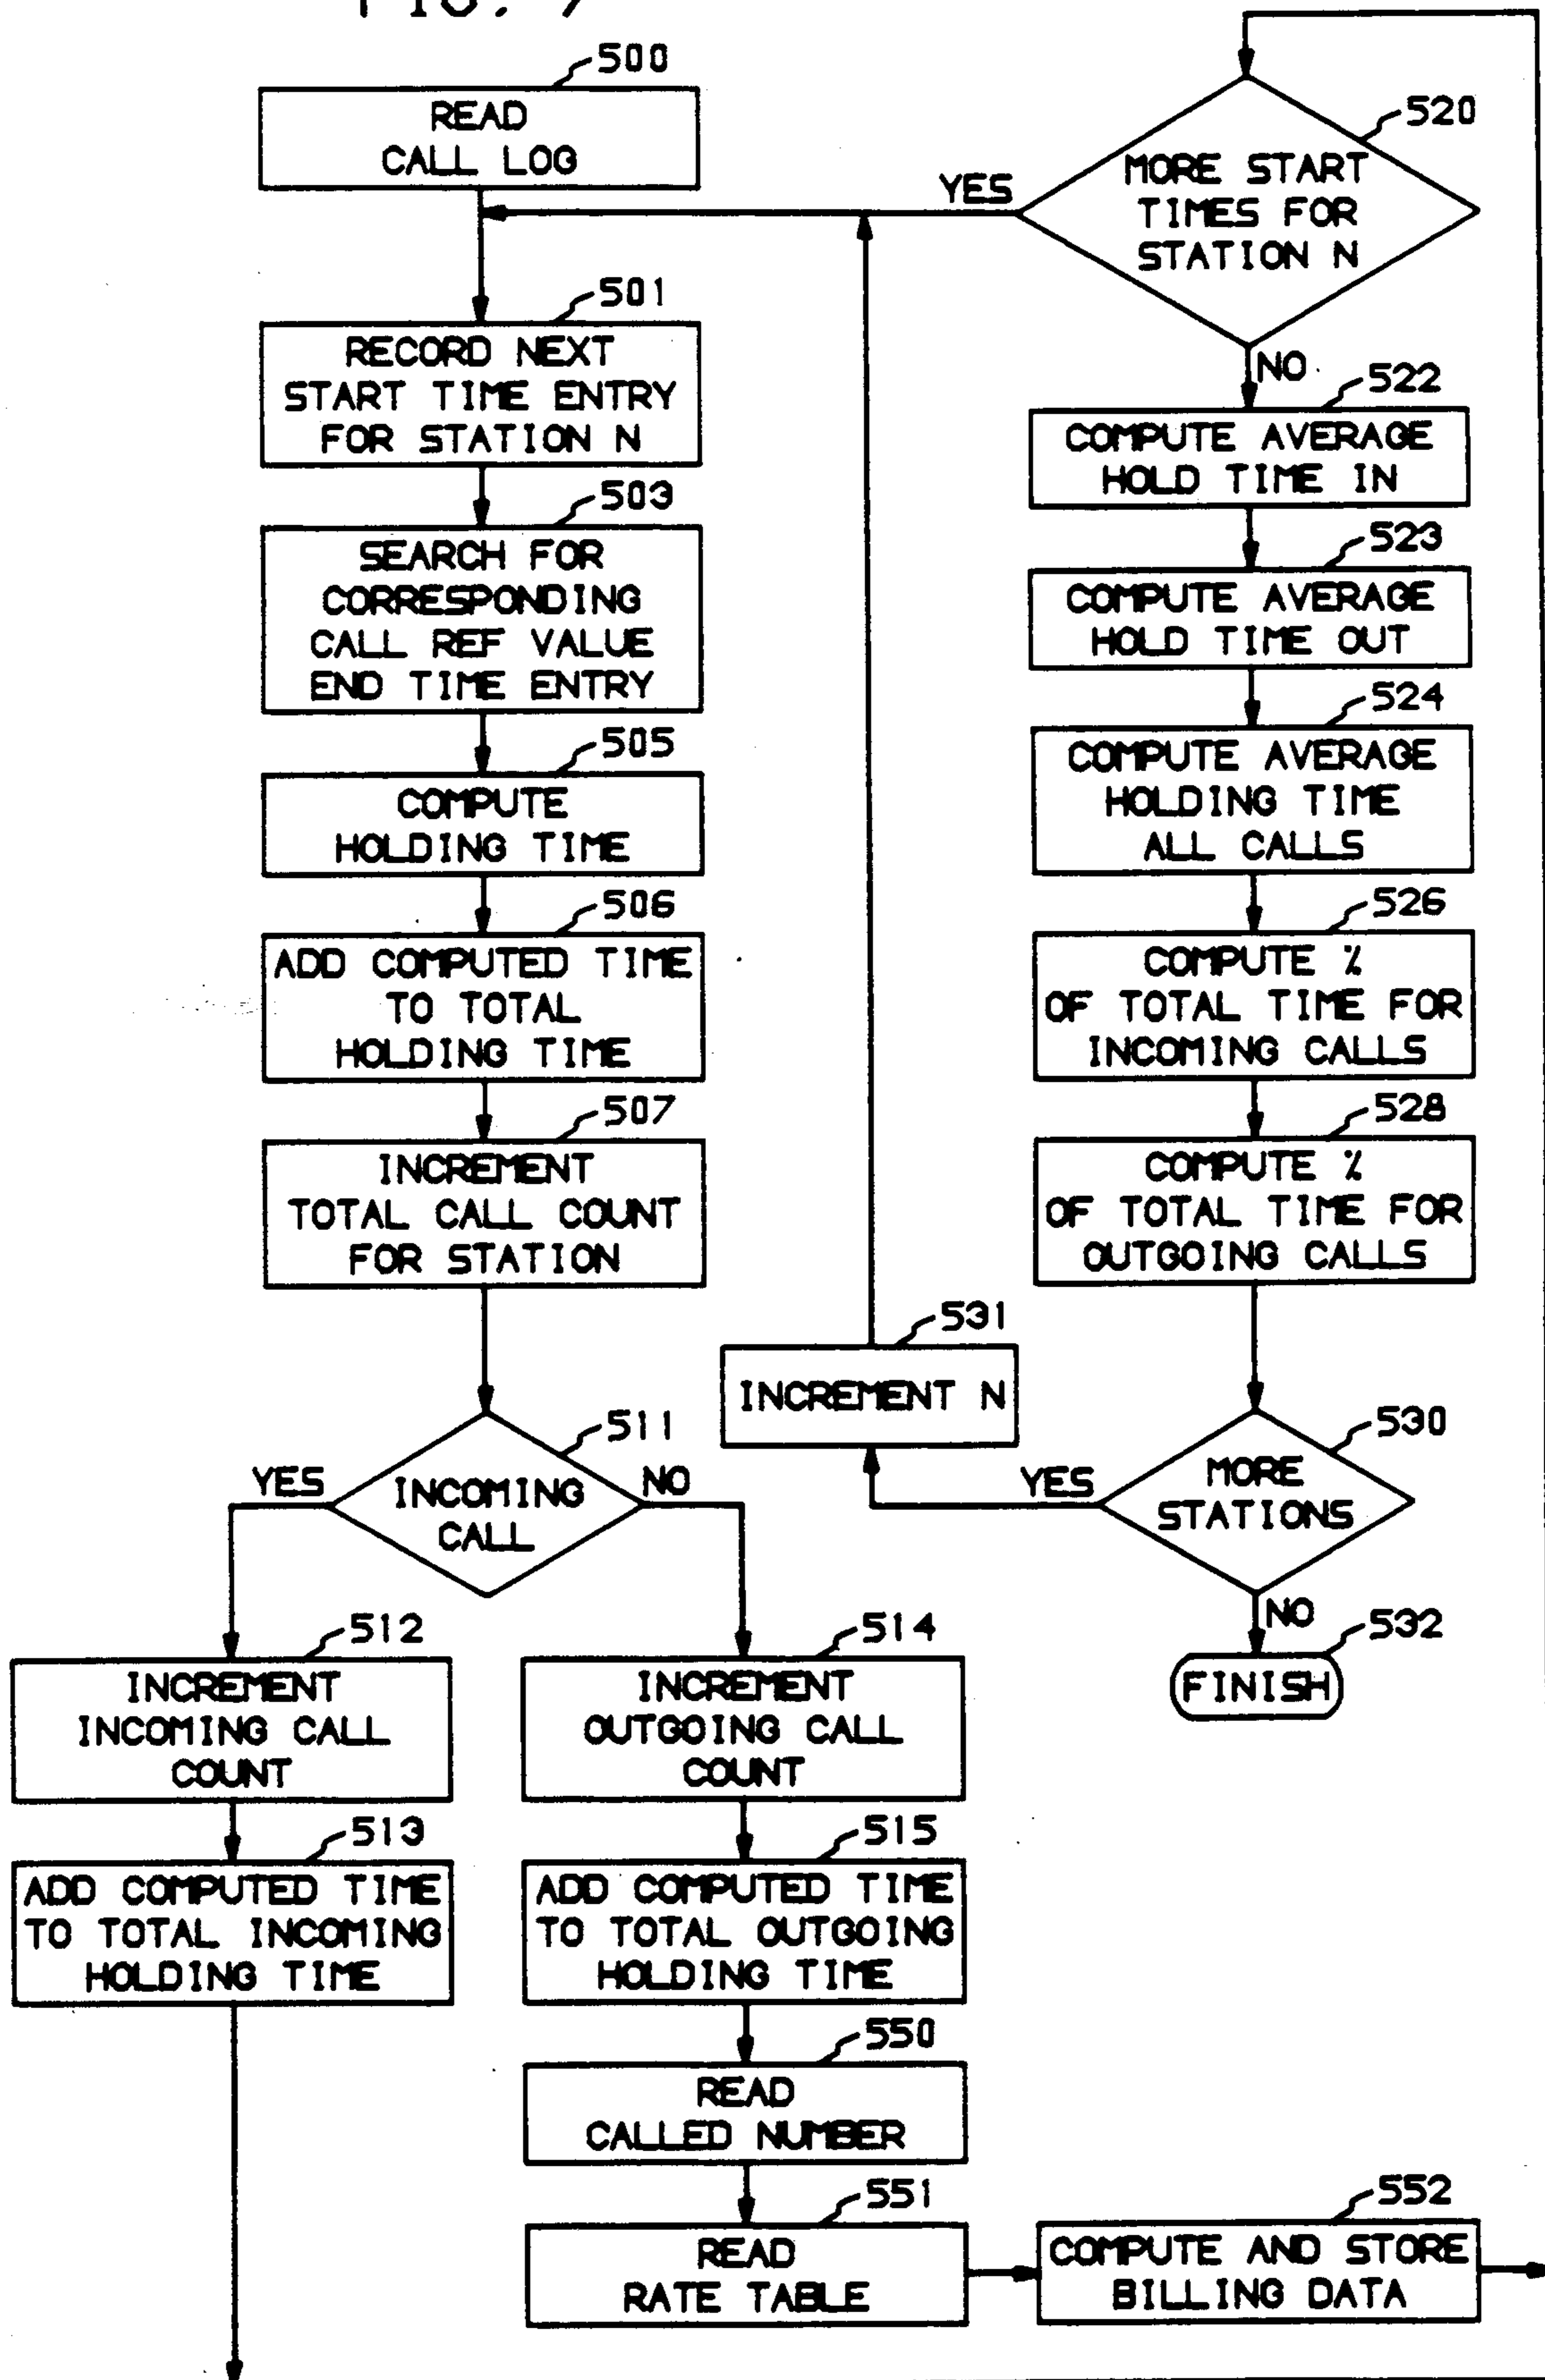 FIG. 7
500
READ
CALL LOG
501
RECORD NEXT
START TIME ENTRY
FOR STATION N
503
SEARCH FOR
CORRESPONDING
CALL REF VALUE
END TIME ENTRY
505
COMPUTE
HOLDING TIME
506
ADD COMPUTED TIME
TO TOTAL
HOLDING TIME
507
INCREMENT
TOTAL CALL COUNT
FOR STATION
511
YES
INCOMING
CALL
NO
512
INCREMENT
INCOMING CALL
COUNT
513
ADD COMPUTED TIME
TO TOTAL INCOMING
HOLDING TIME
514
INCREMENT
OUTGOING CALL
COUNT
515
ADD COMPUTED TIME
TO TOTAL OUTGOING
HOLDING TIME
550
READ
CALLED NUMBER
551
READ
RATE TABLE
552
COMPUTE AND STORE
BILLING DATA
520
YES
MORE START
TIMES FOR
STATION N
NO
522
COMPUTE AVERAGE
HOLD TIME IN
523
COMPUTE AVERAGE
HOLD TIME OUT
524
COMPUTE AVERAGE
HOLDING TIME
ALL CALLS
526
COMPUTE %
OF TOTAL TIME FOR
INCOMING CALLS
528
COMPUTE %
OF TOTAL TIME FOR
OUTGOING CALLS
531
INCREMENT N
530
YES
MORE
STATIONS
NO
532
FINISH